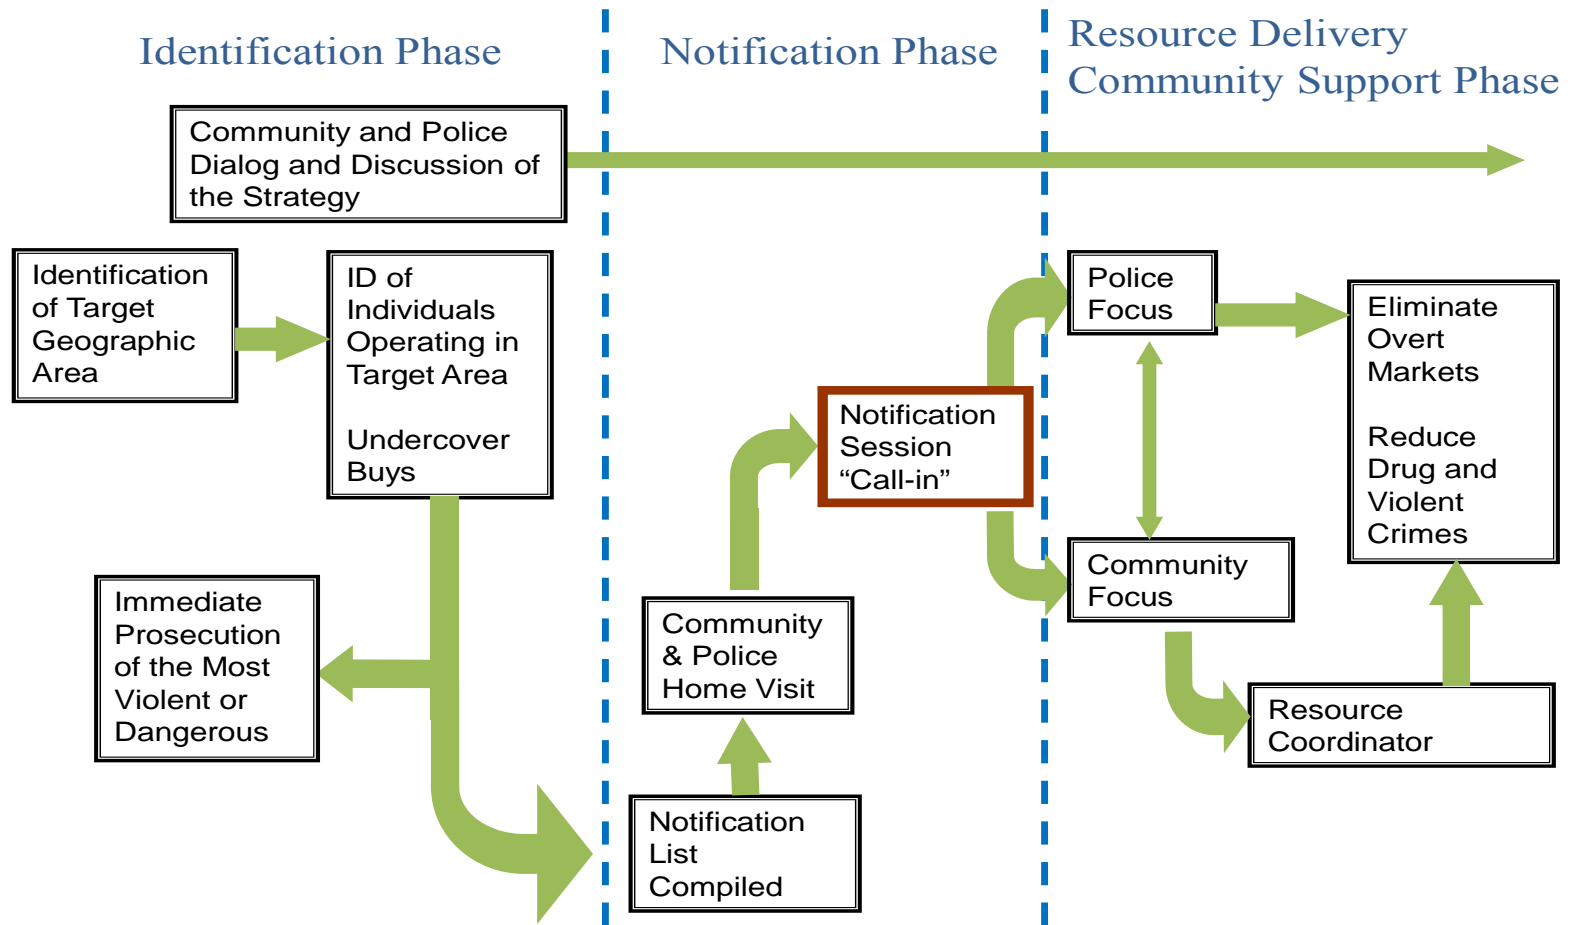 Identification Phase
Notification Phase
Resource Delivery
Community Support Phase
Community and Police
Dialog and Discussion of
the Strategy
Identification
of Target
Geographic
Area
ID of
Individuals
Operating in
Target Area
Undercover
Buys
Immediate
Prosecution
of the Most
Violent or
Dangerous
Notification
List
Compiled
Community
& Police
Home Visit
Notification
Session
“Call-in”
Police
Focus
Community
Focus
Resource
Coordinator
Eliminate
Overt
Markets
Reduce
Drug and
Violent
Crimes